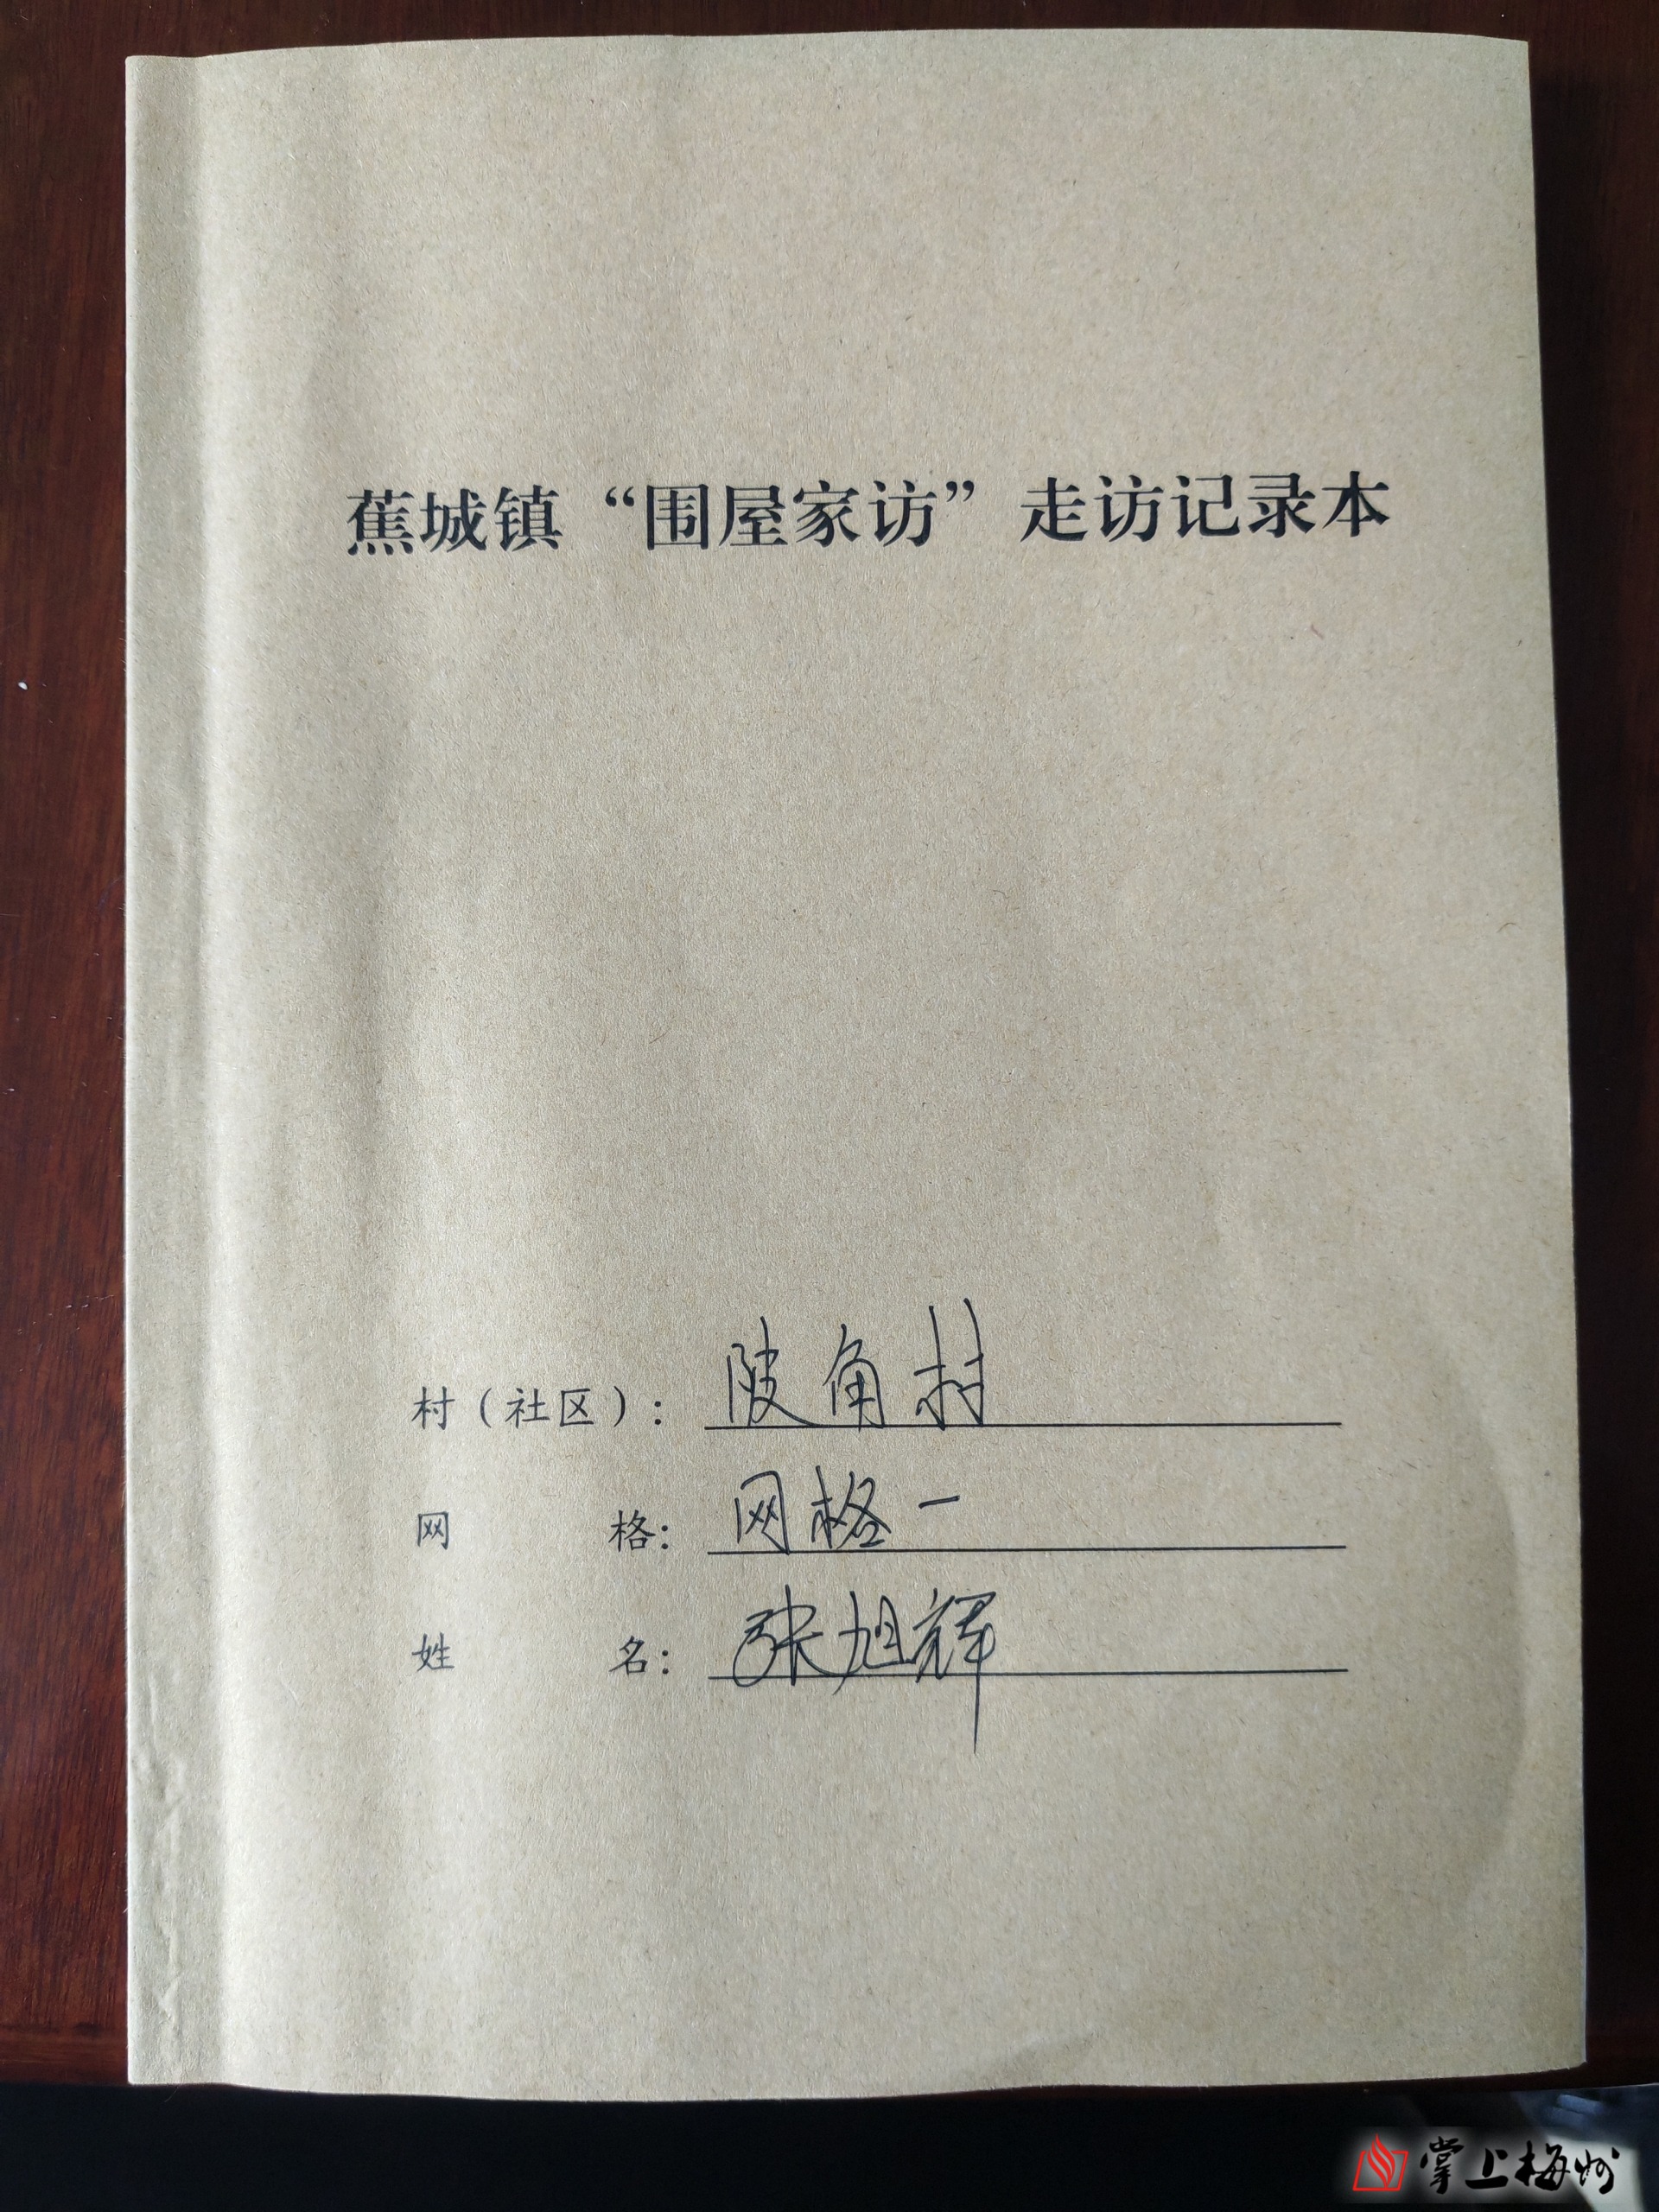 蕉城镇“围屋家访”走访记录本
村（社区）：陂角村
网格：网格一
姓名：张旭辉
掌上梅州